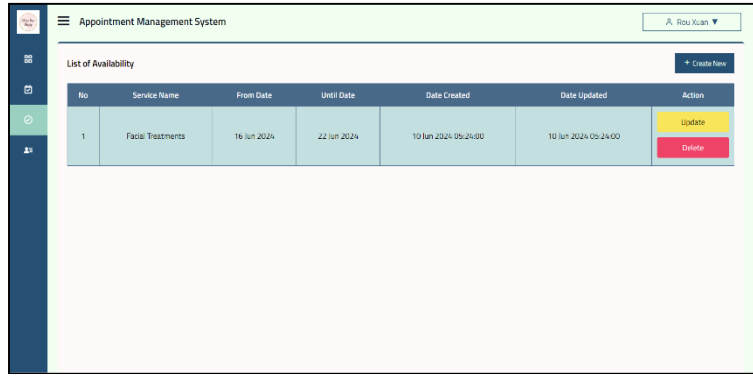 Appointment Management System
Rou Xuan ▼
List of Availability
+ Create New
No Service Name From Date Until Date Date Created Date Updated Action
1 Facial Treatments 16 Jun 2024 22 Jun 2024 10 Jun 2024 05:24:00 10 Jun 2024 05:24:00 Update
Delete